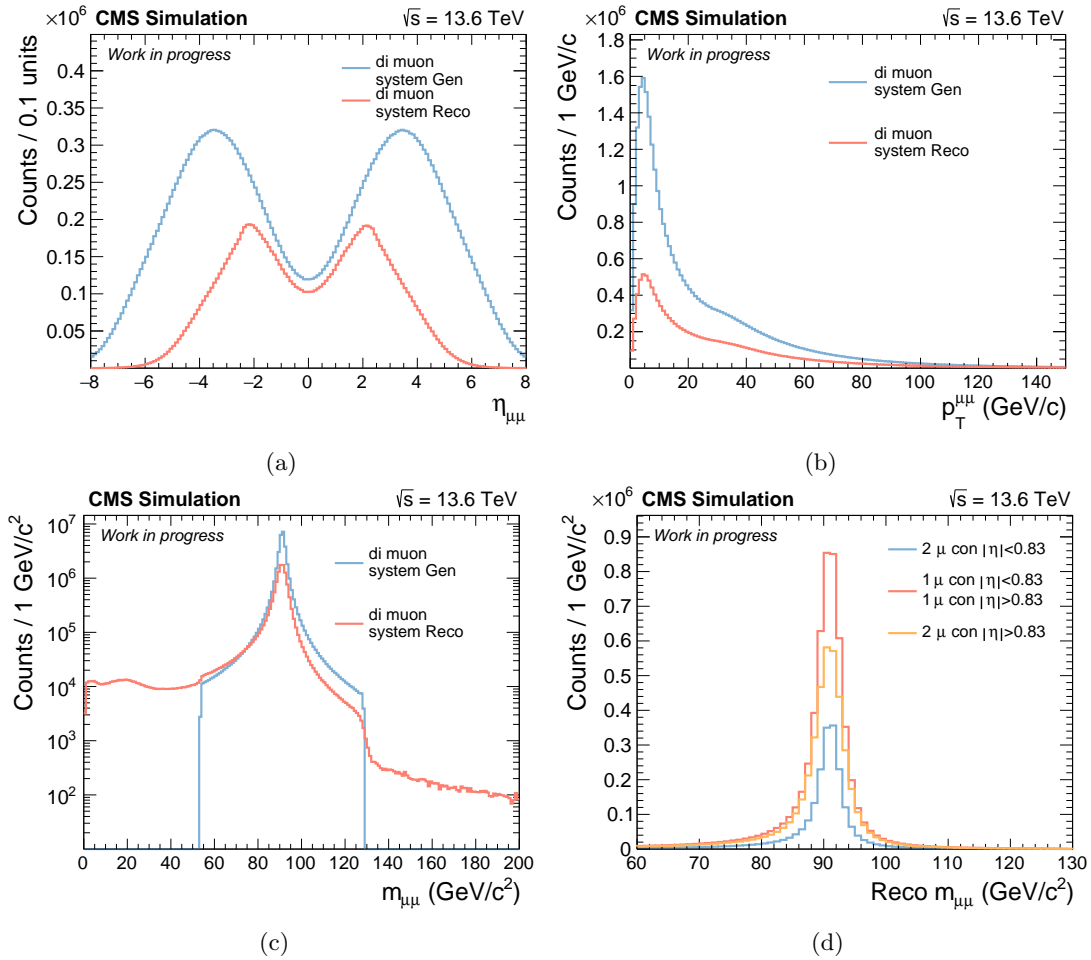 ×10⁶ CMS Simulation √s = 13.6 TeV
Work in progress
di muon
system Gen
di muon
system Reco
Counts / 0.1 units
0.4
0.35
0.3
0.25
0.2
0.15
0.1
0.05
−8 −6 −4 −2 0 2 4 6 8
η_μμ
(a)
×10⁶ CMS Simulation √s = 13.6 TeV
Work in progress
di muon
system Gen
di muon
system Reco
Counts / 1 GeV/c
1.8
1.6
1.4
1.2
1
0.8
0.6
0.4
0.2
0 20 40 60 80 100 120 140
p_T^μμ (GeV/c)
(b)
CMS Simulation √s = 13.6 TeV
Work in progress
di muon
system Gen
di muon
system Reco
Counts / 1 GeV/c²
10⁷
10⁶
10⁵
10⁴
10³
10²
0 20 40 60 80 100 120 140 160 180 200
m_μμ (GeV/c²)
(c)
×10⁶ CMS Simulation √s = 13.6 TeV
Work in progress
2 μ con |η|<0.83
1 μ con |η|<0.83
1 μ con |η|>0.83
2 μ con |η|>0.83
Counts / 1 GeV/c²
0.9
0.8
0.7
0.6
0.5
0.4
0.3
0.2
0.1
0
60 70 80 90 100 110 120 130
Reco m_μμ (GeV/c²)
(d)